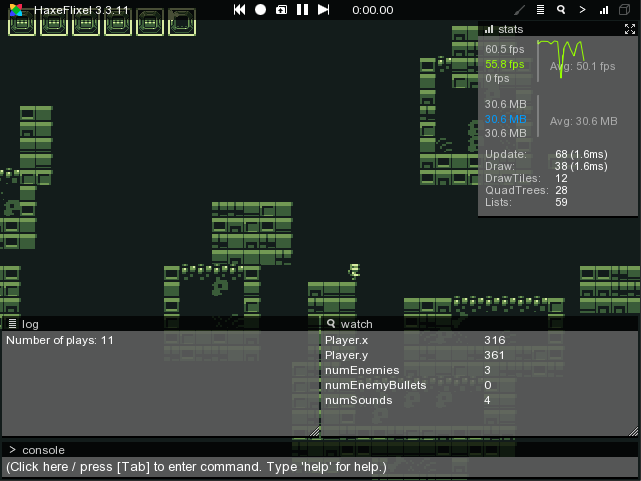 HaxeFlixel 3.3.11
0:00.00
stats
60.5 fps
55.8 fps
Avg: 50.1 fps
0 fps
30.6 MB
30.6 MB
Avg: 30.6 MB
30.6 MB
Update: 68 (1.6ms)
Draw: 38 (1.6ms)
DrawTiles: 12
QuadTrees: 28
Lists: 59
log
Number of plays: 11
watch
Player.x 316
Player.y 361
numEnemies 3
numEnemyBullets 0
numSounds 4
> console
(Click here / press [Tab] to enter command. Type 'help' for help.)